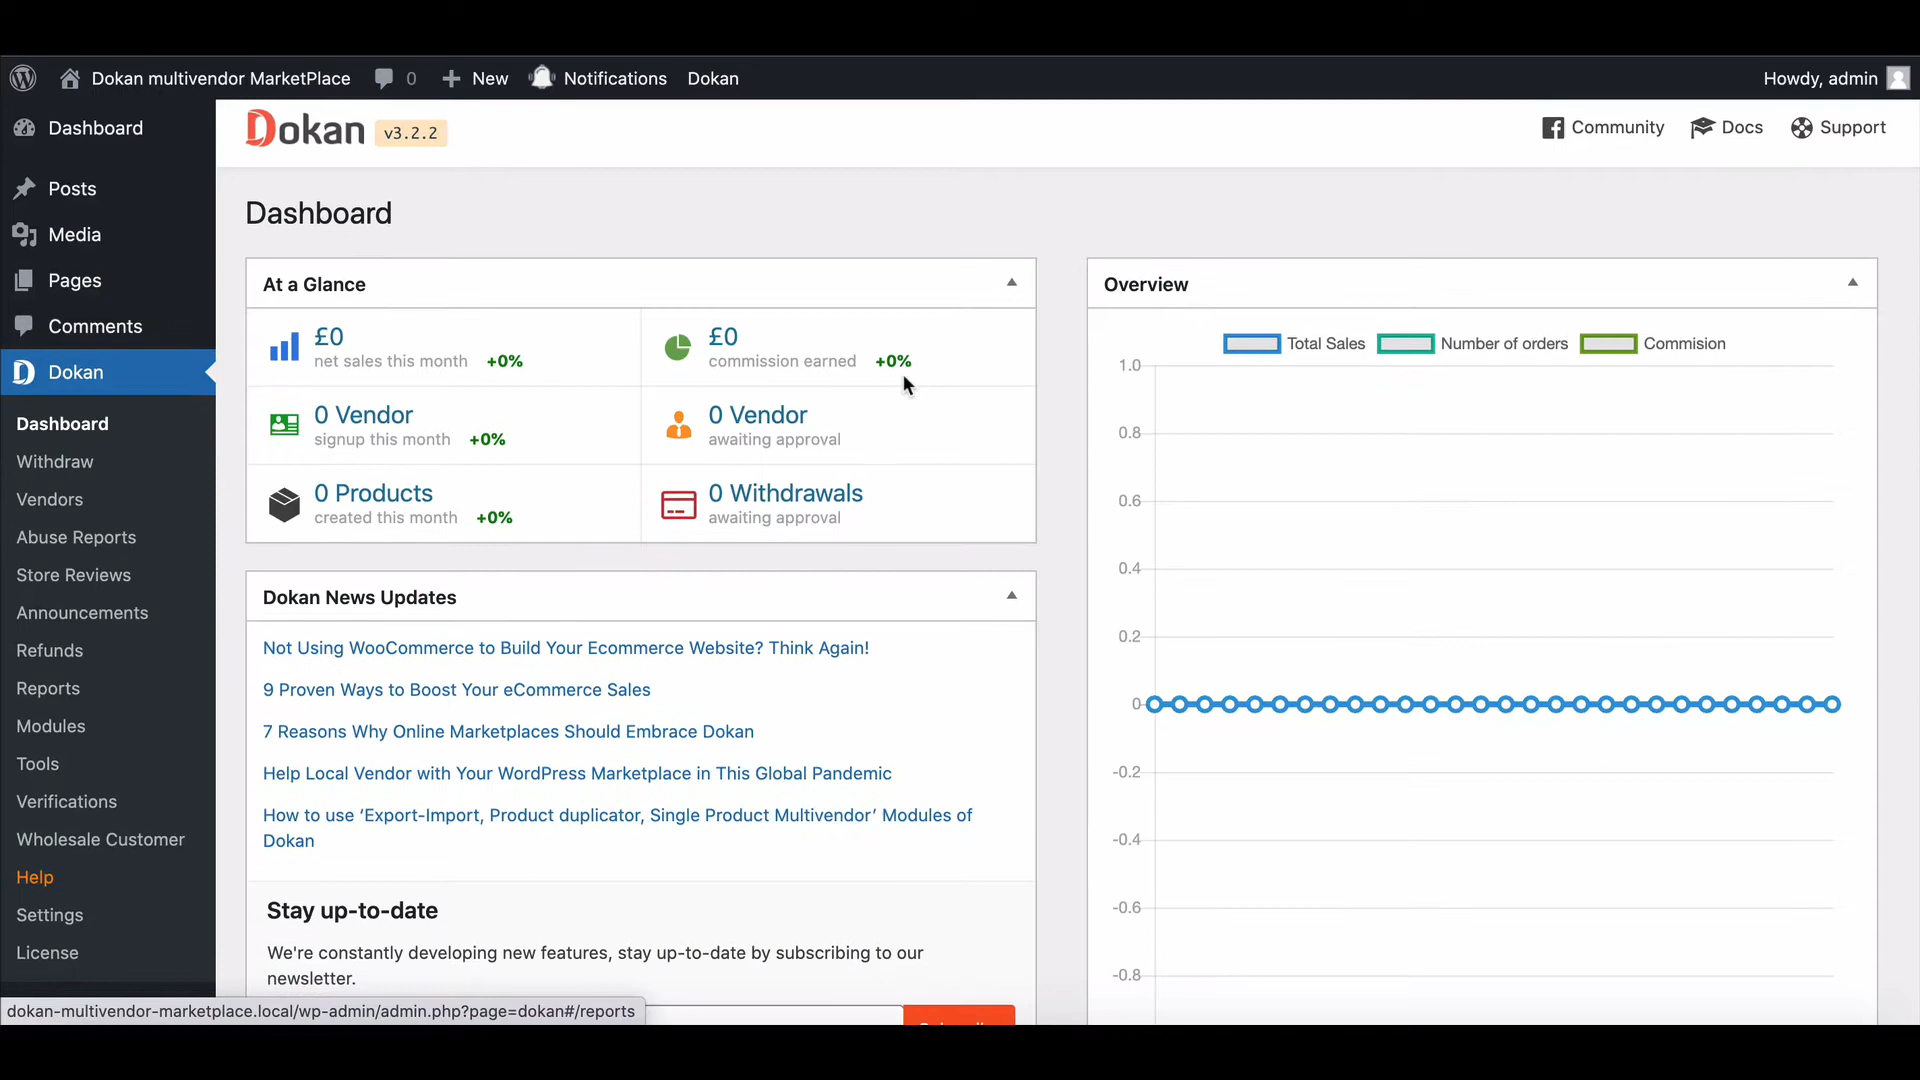 Dokan multivendor MarketPlace 0 New Notifications Dokan Howdy, admin
Dashboard
Posts
Media
Pages
Comments
Dokan
Dashboard
Withdraw
Vendors
Abuse Reports
Store Reviews
Announcements
Refunds
Reports
Modules
Tools
Verifications
Wholesale Customer
Help
Settings
License
Dokan v3.2.2
Community Docs Support
Dashboard
At a Glance
£0
net sales this month +0%
£0
commission earned +0%
0 Vendor
signup this month +0%
0 Vendor
awaiting approval
0 Products
created this month +0%
0 Withdrawals
awaiting approval
Dokan News Updates
Not Using WooCommerce to Build Your Ecommerce Website? Think Again!
9 Proven Ways to Boost Your eCommerce Sales
7 Reasons Why Online Marketplaces Should Embrace Dokan
Help Local Vendor with Your WordPress Marketplace in This Global Pandemic
How to use ‘Export-Import, Product duplicator, Single Product Multivendor’ Modules of
Dokan
Stay up-to-date
We're constantly developing new features, stay up-to-date by subscribing to our
newsletter.
Overview
Total Sales Number of orders Commision
1.0
0.8
0.6
0.4
0.2
0
-0.2
-0.4
-0.6
-0.8
dokan-multivendor-marketplace.local/wp-admin/admin.php?page=dokan#/reports